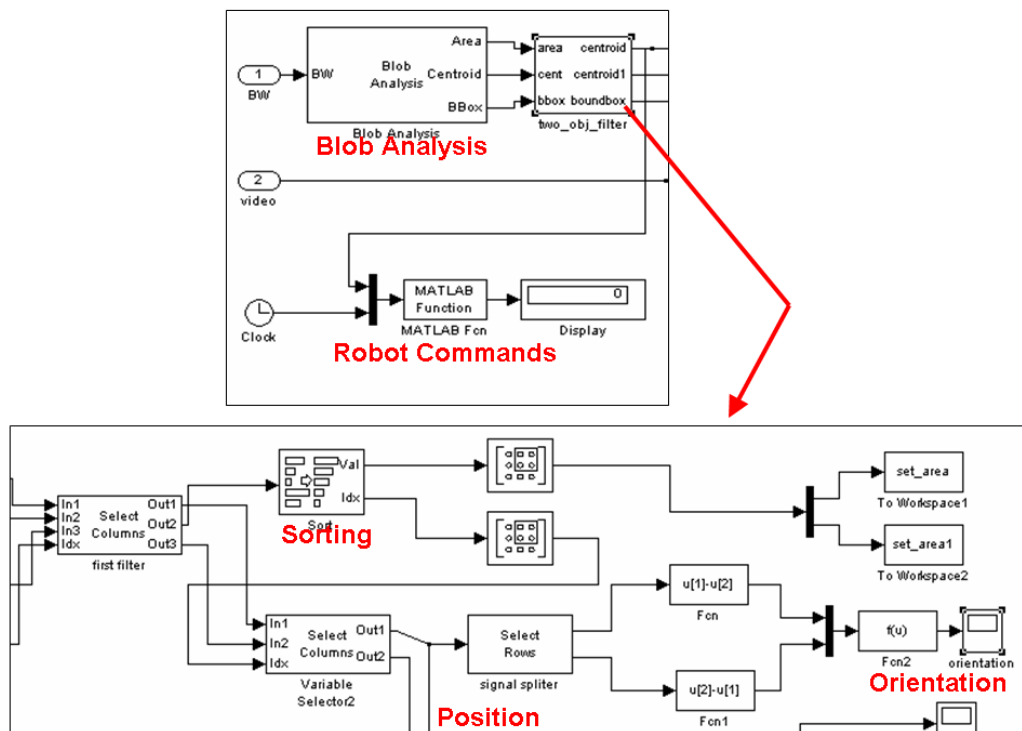 1
BW
BW
Blob
Analysis
Area
Centroid
BBox
Blob Analysis
Blob Analysis
area
cent
bbox
centroid
centroid1
boundbox
two_obj_filter
2
video
Clock
MATLAB
Function
MATLAB Fcn
0
Display
Robot Commands
In1
In2
In3
Idx
Select
Columns
Out1
Out2
Out3
first filter
Val
Idx
Sort
Sorting
set_area
To Workspace1
set_area1
To Workspace2
In1
In2
Idx
Select
Columns
Out1
Out2
Variable
Selector2
Position
Select
Rows
signal spliter
u[1]-u[2]
Fcn
u[2]-u[1]
Fcn1
f(u)
Fcn2
orientation
Orientation